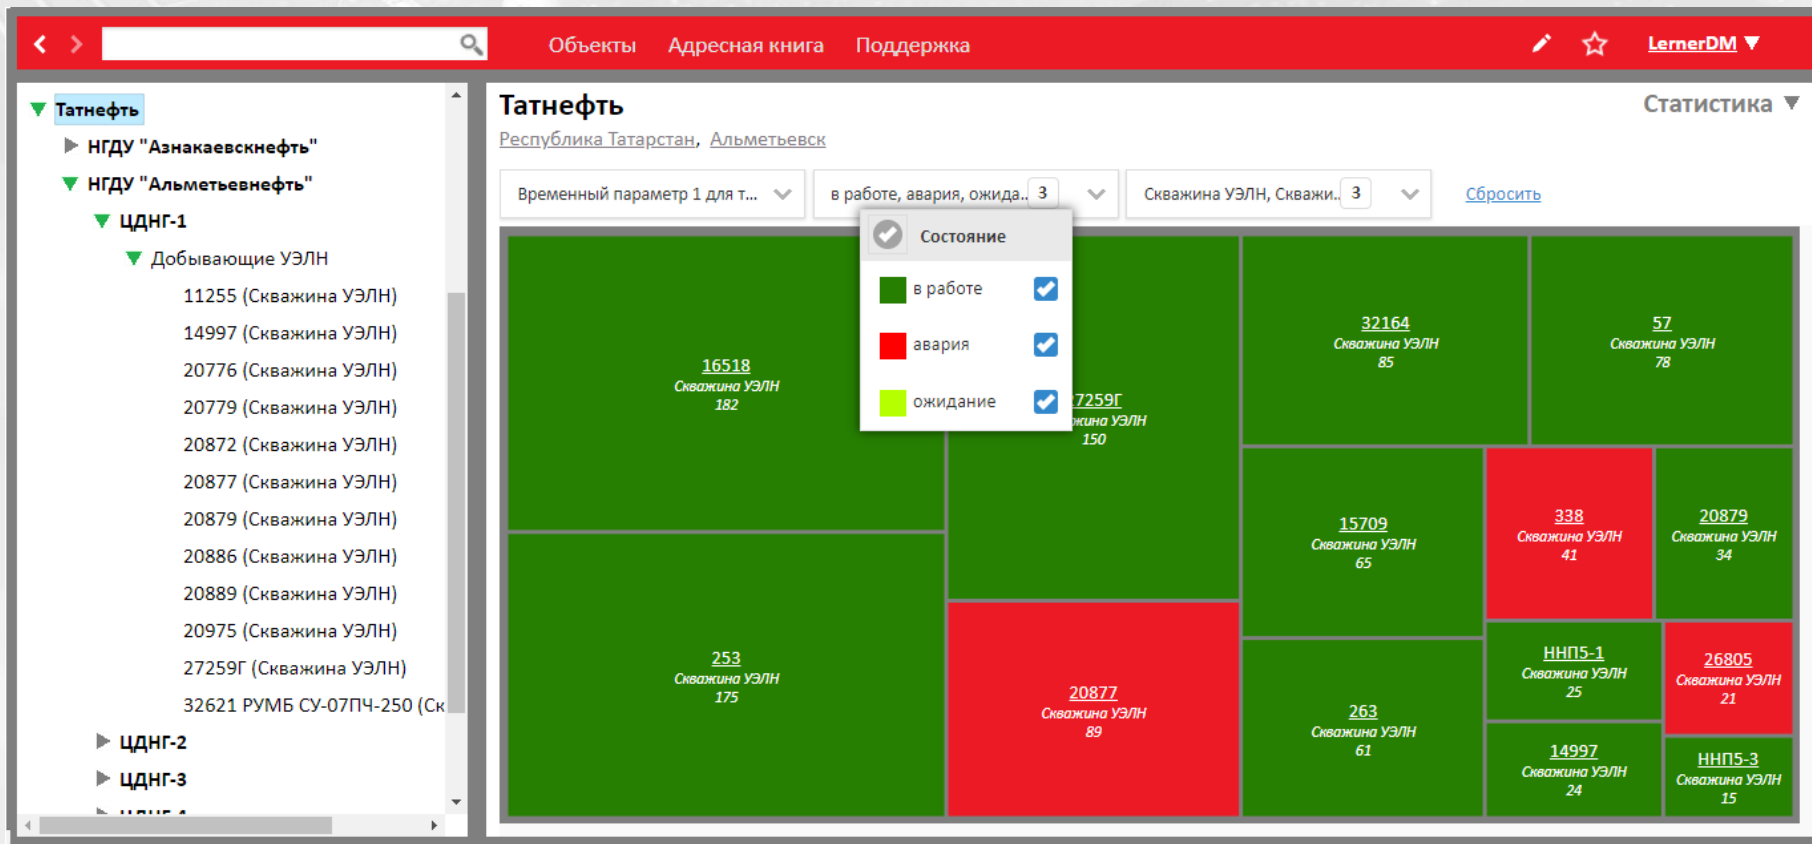 Объекты Адресная книга Поддержка LernerDM
Татнефть
НГДУ "Азнакаевскнефть"
НГДУ "Альметьевнефть"
ЦДНГ-1
Добывающие УЭЛН
11255 (Скважина УЭЛН)
14997 (Скважина УЭЛН)
20776 (Скважина УЭЛН)
20779 (Скважина УЭЛН)
20872 (Скважина УЭЛН)
20877 (Скважина УЭЛН)
20879 (Скважина УЭЛН)
20886 (Скважина УЭЛН)
20889 (Скважина УЭЛН)
20975 (Скважина УЭЛН)
27259Г (Скважина УЭЛН)
32621 РУМБ СУ-07ПЧ-250 (Ск
ЦДНГ-2
ЦДНГ-3
Татнефть
Статистика
Республика Татарстан, Альметьевск
Временный параметр 1 для т...
в работе, авария, ожида.. 3
Скважина УЭЛН, Скважи.. 3
Сбросить
Состояние
в работе
авария
ожидание
16518
Скважина УЭЛН
182
253
Скважина УЭЛН
175
27259Г
жина УЭЛН
150
20877
Скважина УЭЛН
89
32164
Скважина УЭЛН
85
57
Скважина УЭЛН
78
15709
Скважина УЭЛН
65
338
Скважина УЭЛН
41
20879
Скважина УЭЛН
34
263
Скважина УЭЛН
61
ННП5-1
Скважина УЭЛН
25
26805
Скважина УЭЛН
21
14997
Скважина УЭЛН
24
ННП5-3
Скважина УЭЛН
15